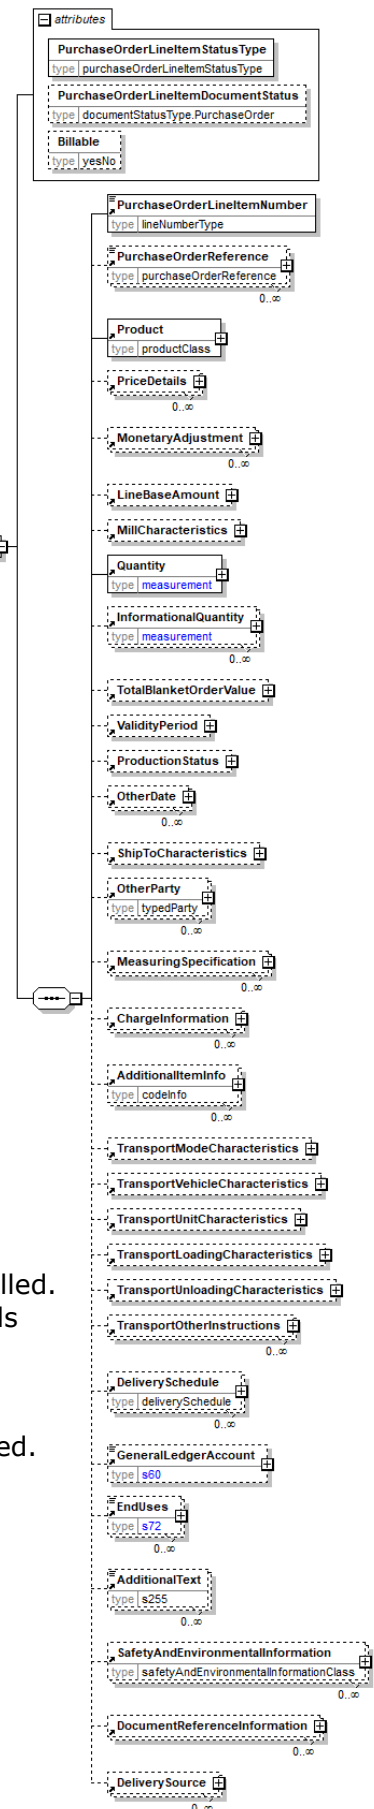 attributes
PurchaseOrderLineItemStatusType
type purchaseOrderLineItemStatusType
PurchaseOrderLineItemDocumentStatus
type documentStatusType.PurchaseOrder
Billable
type yesNo
PurchaseOrderLineItemNumber
type lineNumberType
PurchaseOrderReference
type purchaseOrderReference
0..∞
Product
type productClass
PriceDetails
0..∞
MonetaryAdjustment
0..∞
LineBaseAmount
MillCharacteristics
Quantity
type measurement
InformationalQuantity
type measurement
0..∞
TotalBlanketOrderValue
ValidityPeriod
ProductionStatus
OtherDate
0..∞
ShipToCharacteristics
OtherParty
type typedParty
0..∞
MeasuringSpecification
0..∞
ChargeInformation
0..∞
AdditionalItemInfo
type codeInfo
0..∞
TransportModeCharacteristics
TransportVehicleCharacteristics
TransportUnitCharacteristics
TransportLoadingCharacteristics
lled.
TransportUnloadingCharacteristics
ls
TransportOtherInstructions
0..∞
DeliverySchedule
type deliverySchedule
0..∞
ed.
GeneralLedgerAccount
type s60
EndUses
type s72
0..∞
AdditionalText
type s255
0..∞
SafetyAndEnvironmentalInformation
type safetyAndEnvironmentalInformationClass
0..∞
DocumentReferenceInformation
0..∞
DeliverySource
0..∞